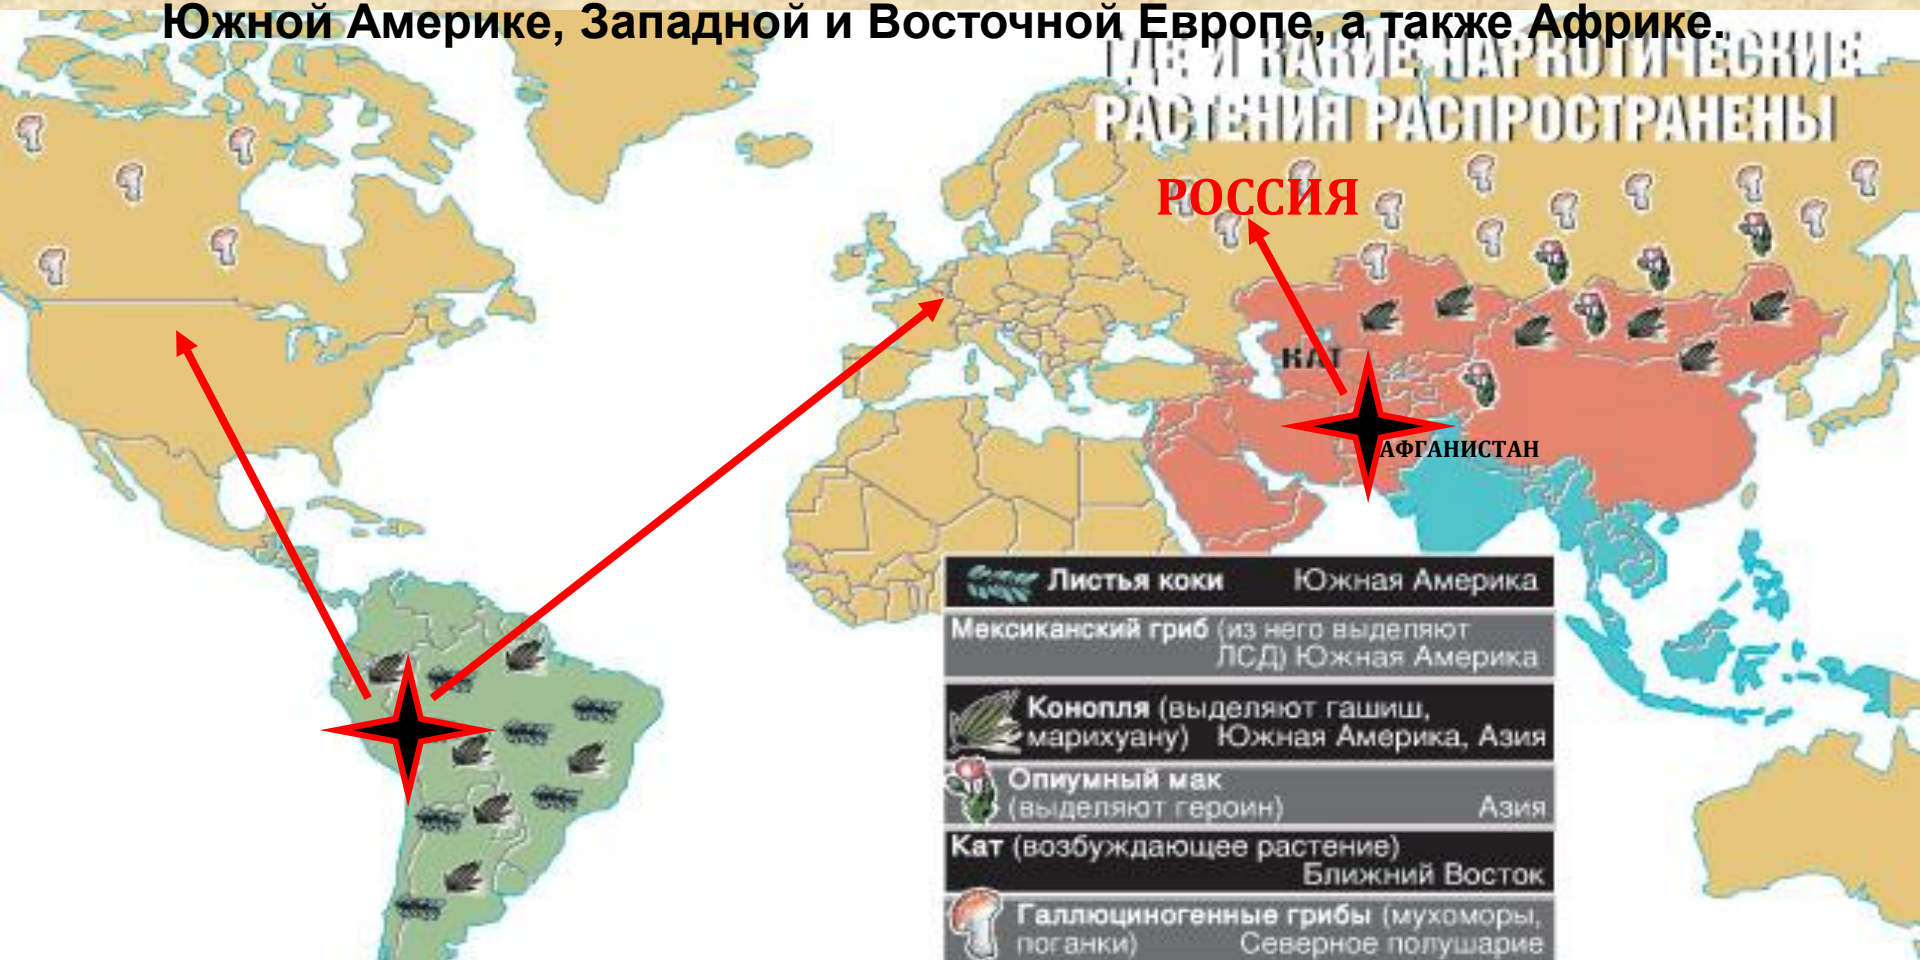 Южной Америке, Западной и Восточной Европе, а также Африке.
ГДЕ И КАКИЕ НАРКОТИЧЕСКИЕ
РАСТЕНИЯ РАСПРОСТРАНЕНЫ
РОССИЯ
КАТ
АФГАНИСТАН
Листья коки Южная Америка
Мексиканский гриб (из него выделяют
ЛСД) Южная Америка
Конопля (выделяют гашиш,
марихуану) Южная Америка, Азия
Опиумный мак
(выделяют героин) Азия
Кат (возбуждающее растение)
Ближний Восток
Галлюциногенные грибы (мухоморы,
поганки) Северное полушарие